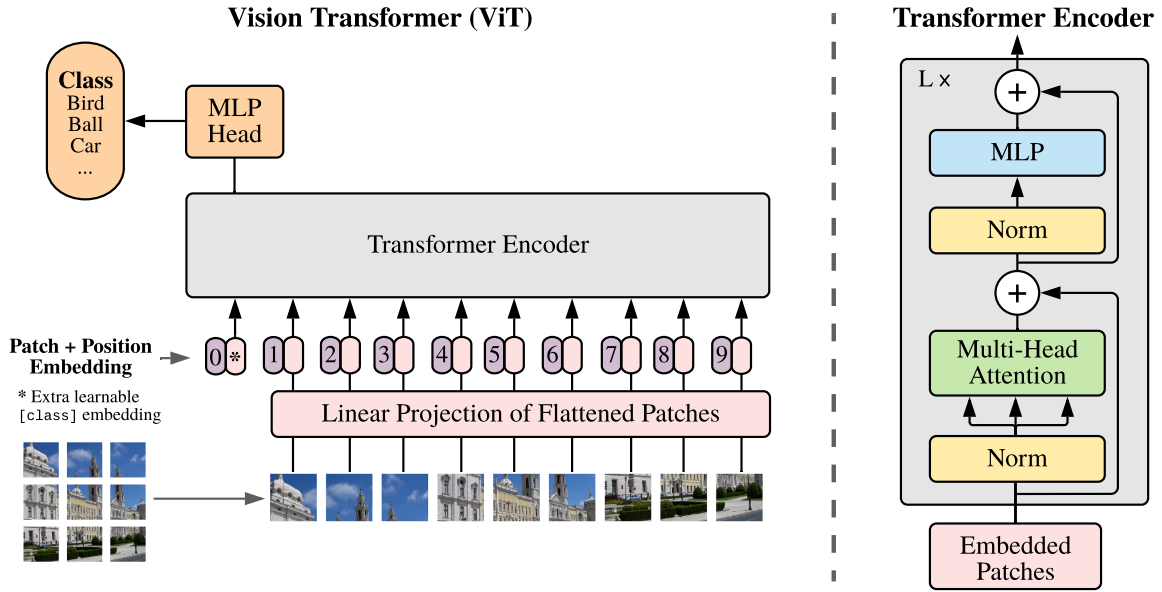 Vision Transformer (ViT)
Class
Bird
Ball
Car
...
MLP
Head
Transformer Encoder
Patch + Position
Embedding
0 * 1 2 3 4 5 6 7 8 9
* Extra learnable
[class] embedding
Linear Projection of Flattened Patches
Transformer Encoder
L ×
+
MLP
Norm
+
Multi-Head
Attention
Norm
Embedded
Patches